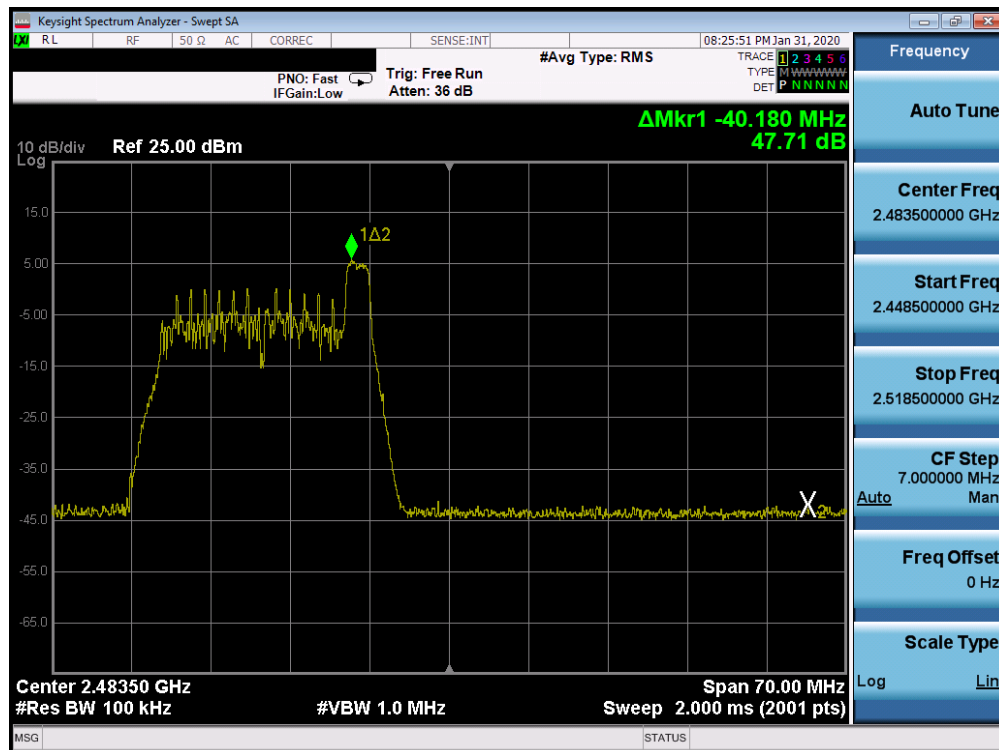 Keysight Spectrum Analyzer - Swept SA
LXI RL RF 50 Ω AC CORREC SENSE:INT 08:25:51 PM Jan 31, 2020
PNO: Fast
IFGain:Low
Trig: Free Run
Atten: 36 dB
#Avg Type: RMS
TRACE 1 2 3 4 5 6
TYPE M WWWWW
DET P N N N N N
ΔMkr1 -40.180 MHz
47.71 dB
10 dB/div
Log
Ref 25.00 dBm
15.0
5.00
-5.00
-15.0
-25.0
-35.0
-45.0
-55.0
-65.0
1Δ2
X2
Center 2.48350 GHz
Span 70.00 MHz
#Res BW 100 kHz
#VBW 1.0 MHz
Sweep 2.000 ms (2001 pts)
MSG
STATUS
Frequency
Auto Tune
Center Freq
2.483500000 GHz
Start Freq
2.448500000 GHz
Stop Freq
2.518500000 GHz
CF Step
7.000000 MHz
Auto Man
Freq Offset
0 Hz
Scale Type
Log Lin